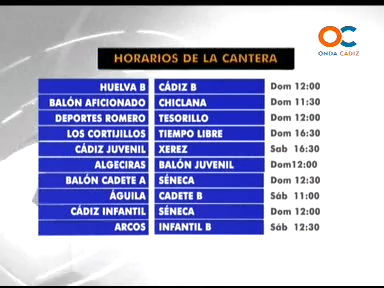 OC
ONDA CADIZ
HORARIOS DE LA CANTERA
HUELVA B CÁDIZ B Dom 12:00
BALÓN AFICIONADO CHICLANA Dom 11:30
DEPORTES ROMERO TESORILLO Dom 12:00
LOS CORTIJILLOS TIEMPO LIBRE Dom 16:30
CÁDIZ JUVENIL XEREZ Sab 16:30
ALGECIRAS BALÓN JUVENIL Dom12:00
BALÓN CADETE A SÉNECA Dom 12:30
ÁGUILA CADETE B Sáb 11:00
CÁDIZ INFANTIL SÉNECA Dom 12:00
ARCOS INFANTIL B Sáb 12:30